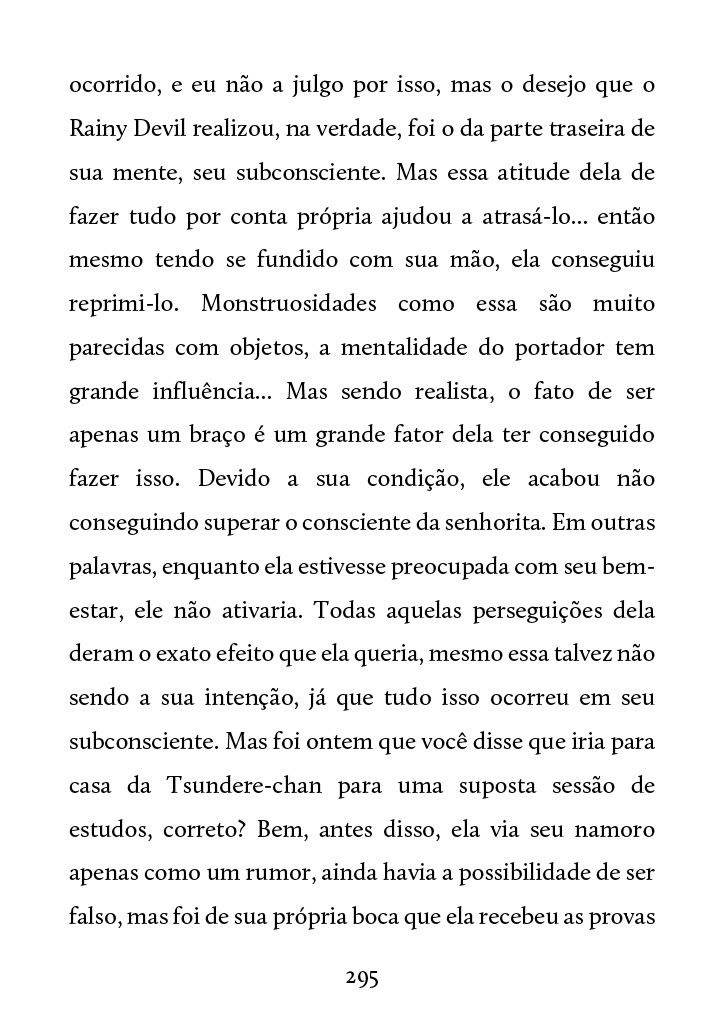 ocorrido, e eu não a julgo por isso, mas o desejo que o
Rainy Devil realizou, na verdade, foi o da parte traseira de
sua mente, seu subconsciente. Mas essa atitude dela de
fazer tudo por conta própria ajudou a atrasá-lo... então
mesmo tendo se fundido com sua mão, ela conseguiu
reprimi-lo. Monstruosidades como essa são muito
parecidas com objetos, a mentalidade do portador tem
grande influência... Mas sendo realista, o fato de ser
apenas um braço é um grande fator dela ter conseguido
fazer isso. Devido a sua condição, ele acabou não
conseguindo superar o consciente da senhorita. Em outras
palavras, enquanto ela estivesse preocupada com seu bem-
estar, ele não ativaria. Todas aquelas perseguições dela
deram o exato efeito que ela queria, mesmo essa talvez não
sendo a sua intenção, já que tudo isso ocorreu em seu
subconsciente. Mas foi ontem que você disse que iria para
casa da Tsundere-chan para uma suposta sessão de
estudos, correto? Bem, antes disso, ela via seu namoro
apenas como um rumor, ainda havia a possibilidade de ser
falso, mas foi de sua própria boca que ela recebeu as provas
295